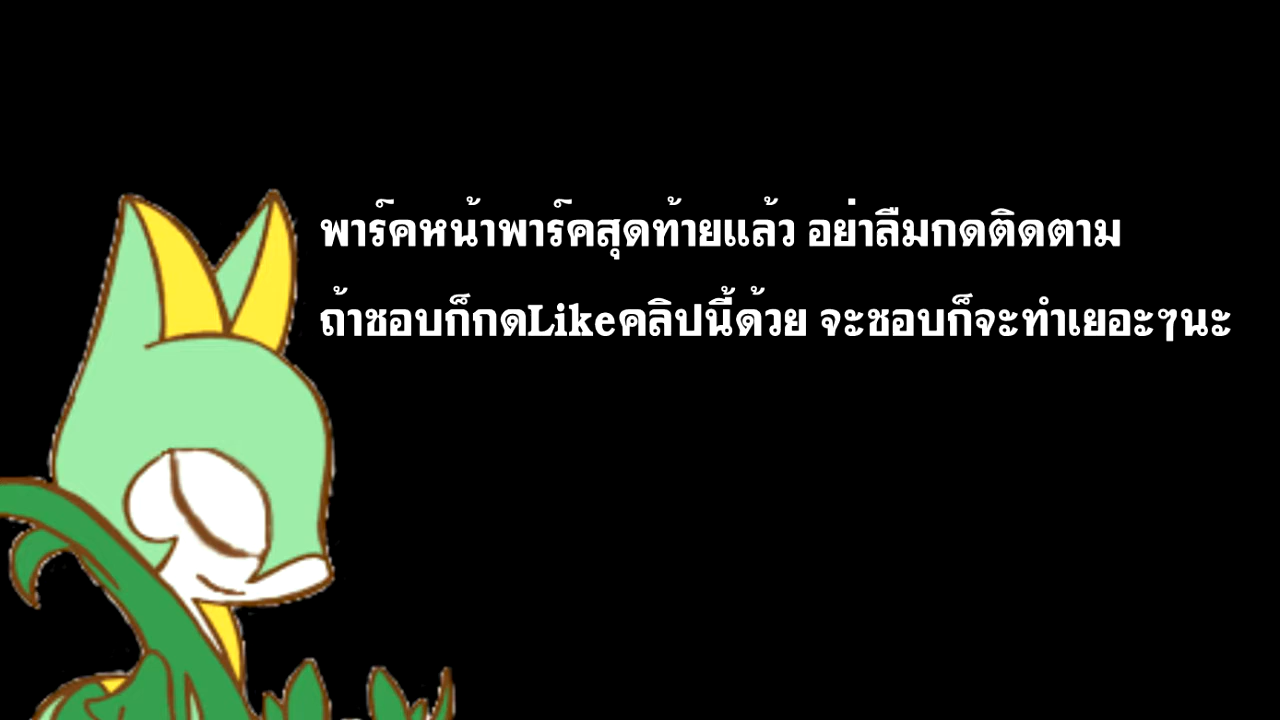 พาร์คหน้าพาร์คสุดท้ายแล้ว อย่าลืมกดติดตาม
ถ้าชอบก็กดLikeคลิปนี้ด้วย จะชอบก็จะทำเยอะๆนะ